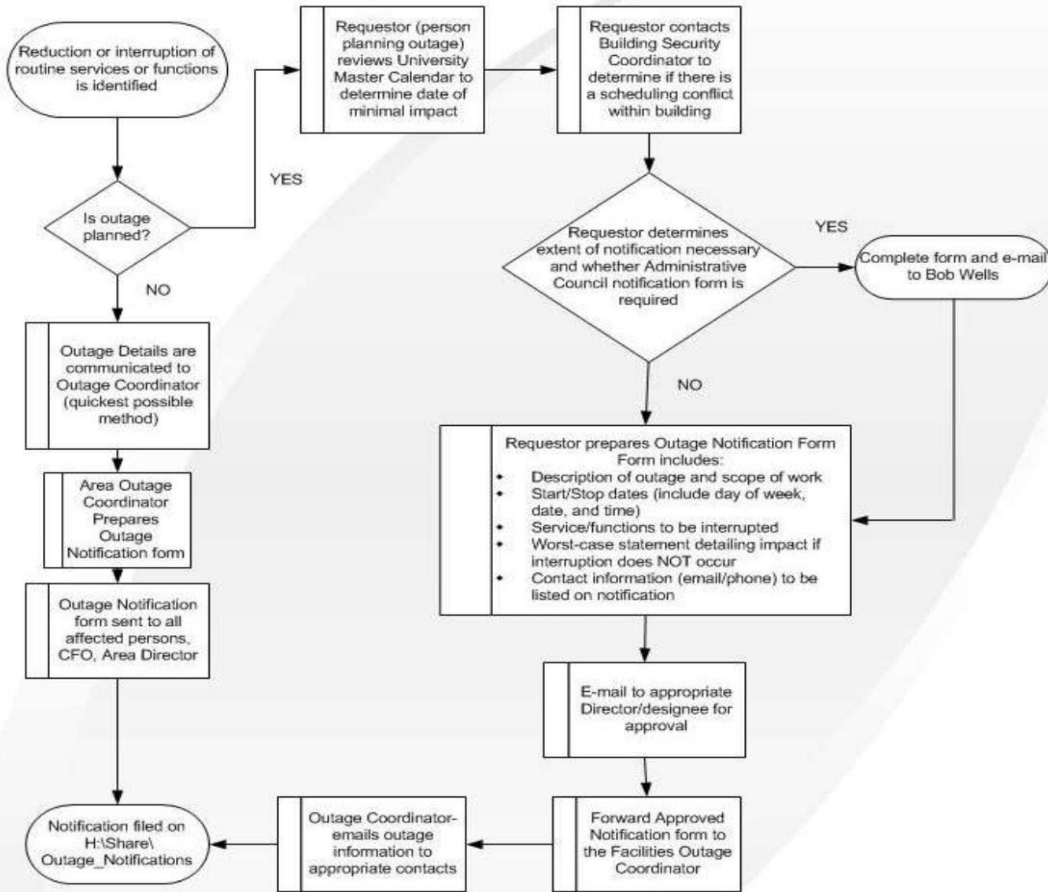 Reduction or interruption of
routine services or functions
is identified
Requestor (person
planning outage)
reviews University
Master Calendar to
determine date of
minimal impact
Requestor contacts
Building Security
Coordinator to
determine if there is
a scheduling conflict
within building
YES
Is outage
planned?
NO
Requestor determines
extent of notification necessary
and whether Administrative
Council notification form is
required
YES
Complete form and e-mail
to Bob Wells
NO
Outage Details are
communicated to
Outage Coordinator
(quickest possible
method)
Area Outage
Coordinator
Prepares
Outage
Notification form
Outage Notification
form sent to all
affected persons,
CFO, Area Director
Requestor prepares Outage Notification Form
Form includes:
• Description of outage and scope of work
• Start/Stop dates (include day of week,
date, and time)
• Service/functions to be interrupted
• Worst-case statement detailing impact if
interruption does NOT occur
• Contact information (email/phone) to be
listed on notification
E-mail to appropriate
Director/designee for
approval
Forward Approved
Notification form to
the Facilities Outage
Coordinator
Outage Coordinator-
emails outage
information to
appropriate contacts
Notification filed on
H:\Share\
Outage_Notifications